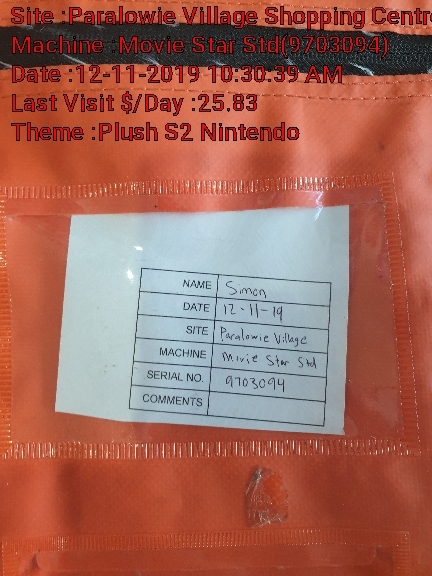 Site :Paralowie Village Shopping Centr
Machine :Movie Star Std(9703094)
Date :12-11-2019 10:30:39 AM
Last Visit $/Day :25.83
Theme :Plush S2 Nintendo
NAME Simon
DATE 12-11-19
SITE Paralowie Village
MACHINE Movie Star Std
SERIAL NO. 9703094
COMMENTS